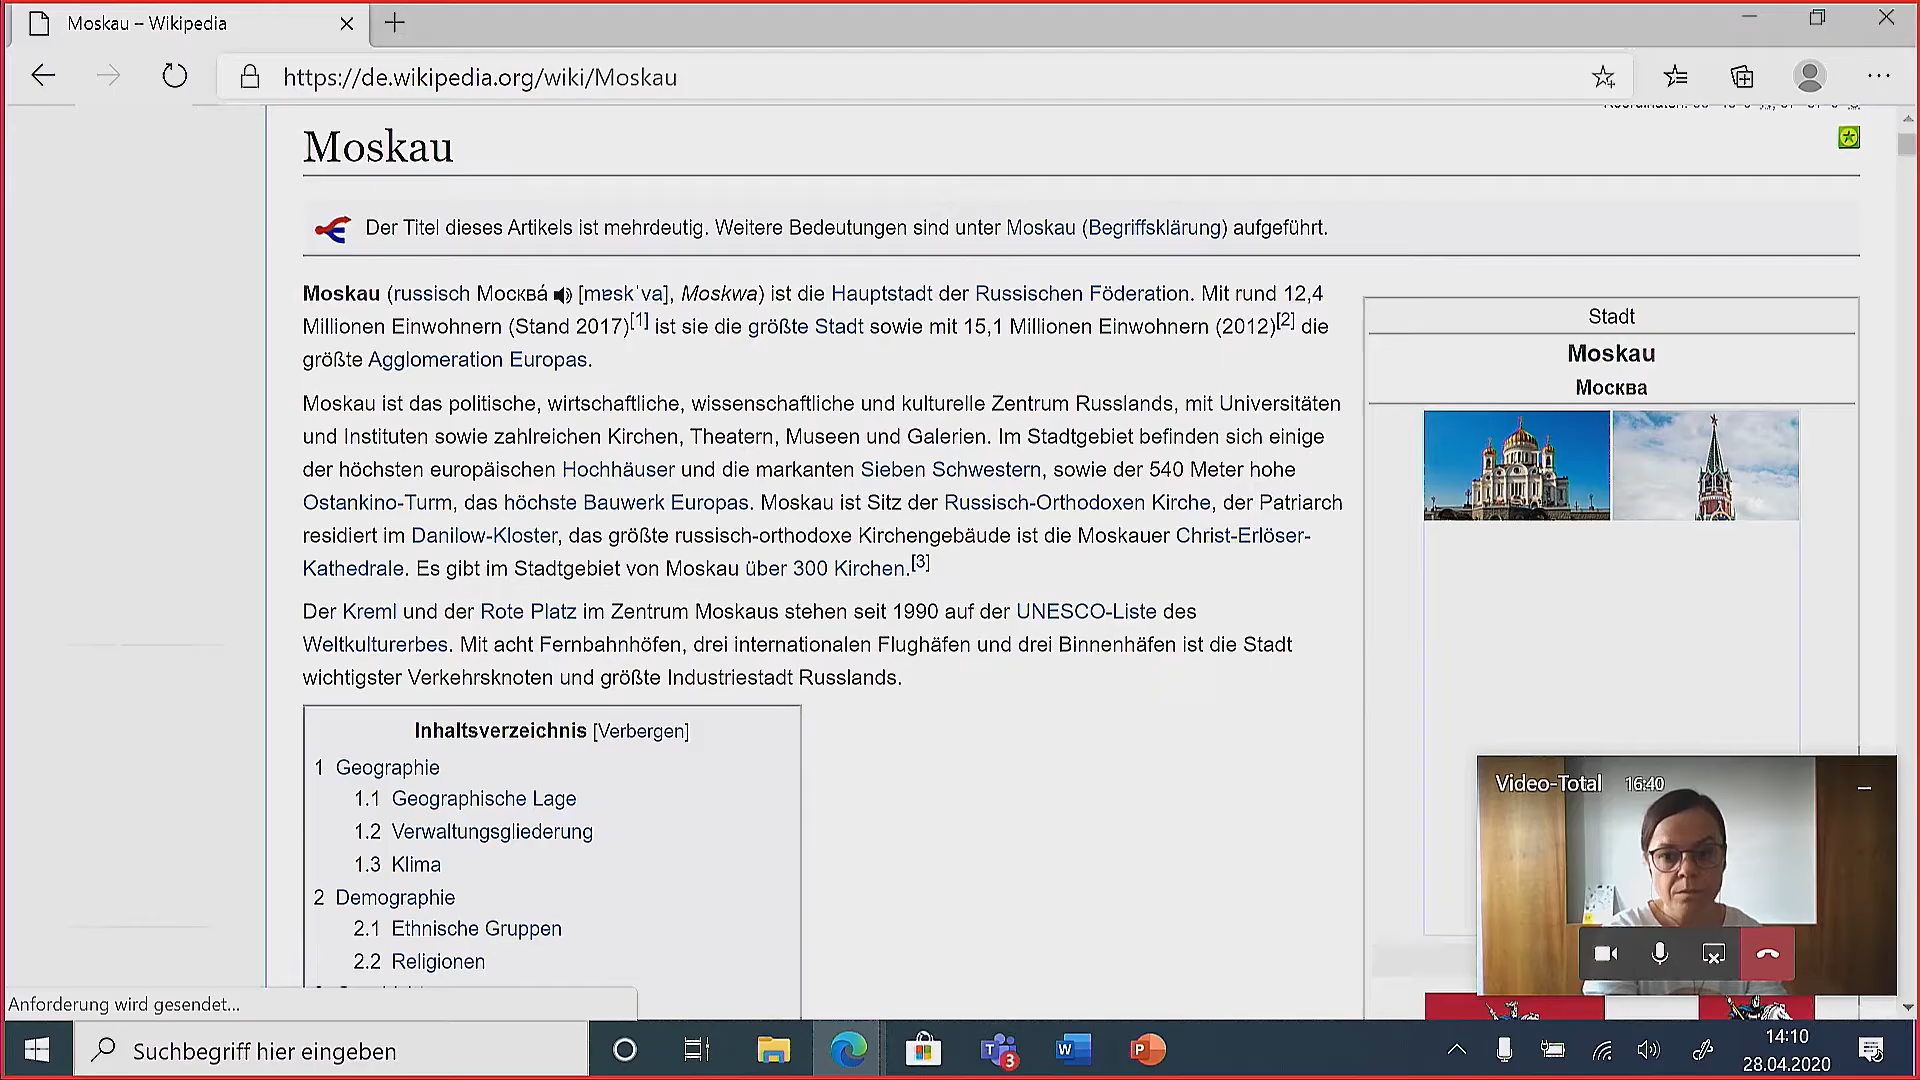 Moskau – Wikipedia
https://de.wikipedia.org/wiki/Moskau
Moskau
Der Titel dieses Artikels ist mehrdeutig. Weitere Bedeutungen sind unter Moskau (Begriffsklärung) aufgeführt.
Moskau (russisch Москва́ [mɐskˈva], Moskwa) ist die Hauptstadt der Russischen Föderation. Mit rund 12,4
Millionen Einwohnern (Stand 2017)[1] ist sie die größte Stadt sowie mit 15,1 Millionen Einwohnern (2012)[2] die
größte Agglomeration Europas.
Moskau ist das politische, wirtschaftliche, wissenschaftliche und kulturelle Zentrum Russlands, mit Universitäten
und Instituten sowie zahlreichen Kirchen, Theatern, Museen und Galerien. Im Stadtgebiet befinden sich einige
der höchsten europäischen Hochhäuser und die markanten Sieben Schwestern, sowie der 540 Meter hohe
Ostankino-Turm, das höchste Bauwerk Europas. Moskau ist Sitz der Russisch-Orthodoxen Kirche, der Patriarch
residiert im Danilow-Kloster, das größte russisch-orthodoxe Kirchengebäude ist die Moskauer Christ-Erlöser-
Kathedrale. Es gibt im Stadtgebiet von Moskau über 300 Kirchen.[3]
Der Kreml und der Rote Platz im Zentrum Moskaus stehen seit 1990 auf der UNESCO-Liste des
Weltkulturerbes. Mit acht Fernbahnhöfen, drei internationalen Flughäfen und drei Binnenhäfen ist die Stadt
wichtigster Verkehrsknoten und größte Industriestadt Russlands.
Stadt
Moskau
Москва
Inhaltsverzeichnis [Verbergen]
1 Geographie
1.1 Geographische Lage
1.2 Verwaltungsgliederung
1.3 Klima
2 Demographie
2.1 Ethnische Gruppen
2.2 Religionen
Video-Total 16:40
Anforderung wird gesendet...
Suchbegriff hier eingeben
T 3
W
P
14:10
28.04.2020